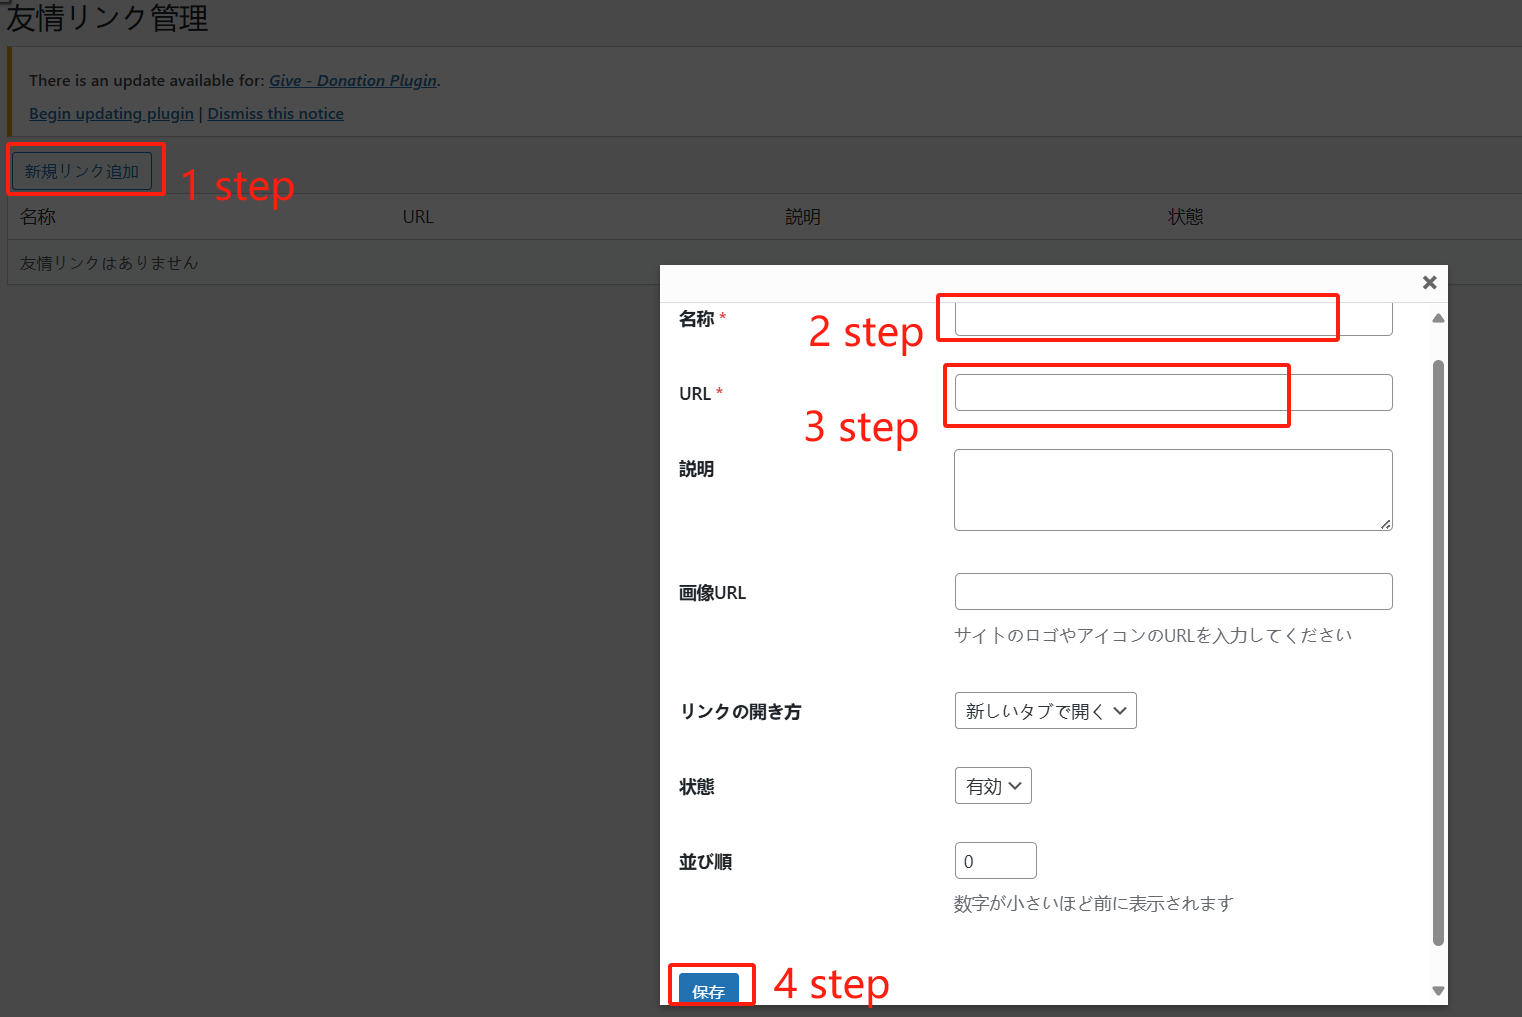 友情リンク管理
There is an update available for: Give - Donation Plugin.
Begin updating plugin | Dismiss this notice
新規リンク追加
1 step
名称 URL 説明 状態
友情リンクはありません
名称 *
2 step
URL *
3 step
説明
画像URL
サイトのロゴやアイコンのURLを入力してください
リンクの開き方 新しいタブで開く
状態 有効
並び順 0
数字が小さいほど前に表示されます
保存
4 step